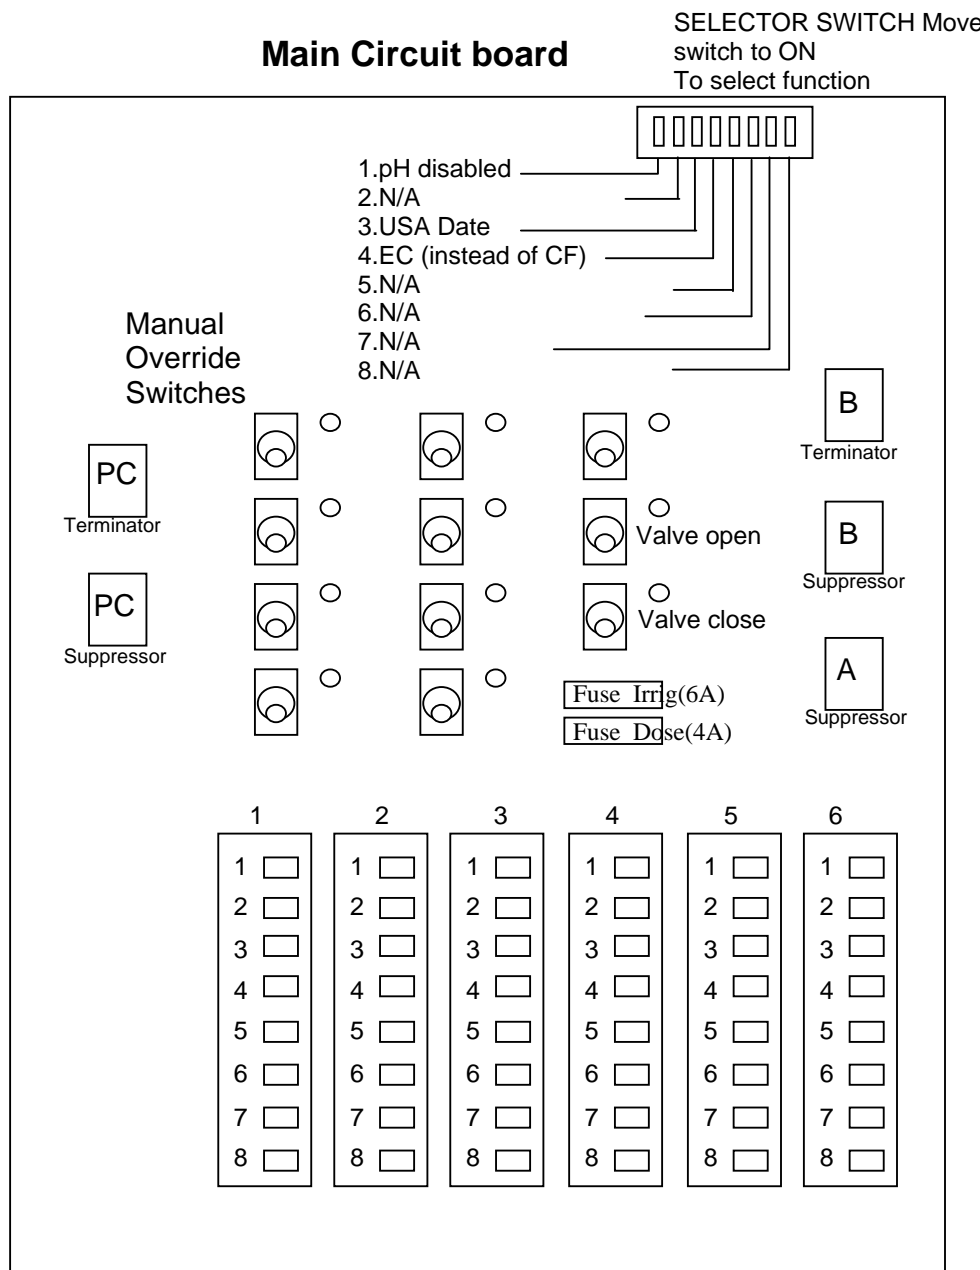 SELECTOR SWITCH Move
switch to ON
To select function
Main Circuit board
1.pH disabled
2.N/A
3.USA Date
4.EC (instead of CF)
5.N/A
6.N/A
7.N/A
8.N/A
Manual
Override
Switches
B
Terminator
PC
Terminator
Valve open
B
Suppressor
PC
Suppressor
Valve close
A
Suppressor
Fuse Irrig(6A)
Fuse Dose(4A)
1 2 3 4 5 6
1 1 1 1 1 1
2 2 2 2 2 2
3 3 3 3 3 3
4 4 4 4 4 4
5 5 5 5 5 5
6 6 6 6 6 6
7 7 7 7 7 7
8 8 8 8 8 8